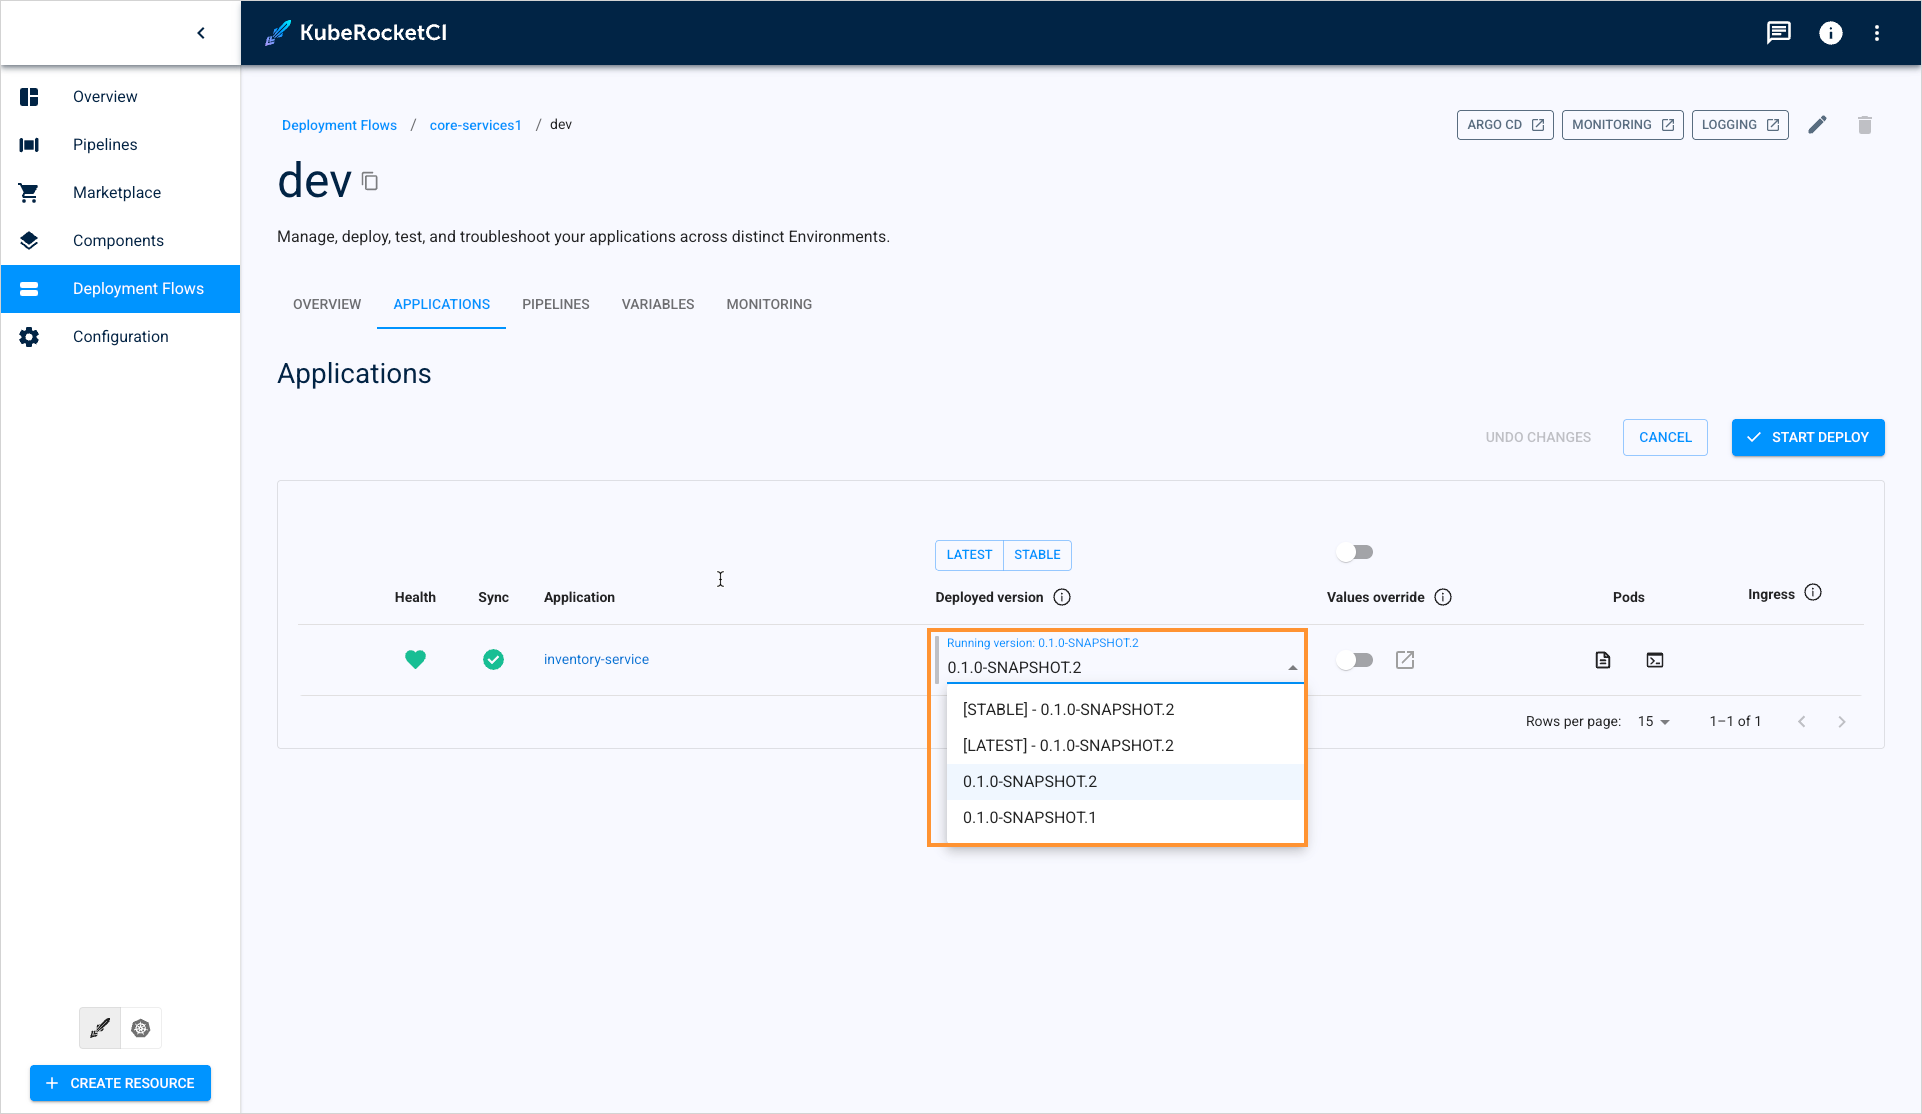 KubeRocketCI
Overview
Pipelines
Marketplace
Components
Deployment Flows
Configuration
CREATE RESOURCE
Deployment Flows / core-services1 / dev
ARGO CD
MONITORING
LOGGING
dev
Manage, deploy, test, and troubleshoot your applications across distinct Environments.
OVERVIEW
APPLICATIONS
PIPELINES
VARIABLES
MONITORING
Applications
UNDO CHANGES
CANCEL
START DEPLOY
LATEST
STABLE
Health
Sync
Application
Deployed version
Values override
Pods
Ingress
inventory-service
Running version: 0.1.0-SNAPSHOT.2
0.1.0-SNAPSHOT.2
[STABLE] - 0.1.0-SNAPSHOT.2
[LATEST] - 0.1.0-SNAPSHOT.2
0.1.0-SNAPSHOT.2
0.1.0-SNAPSHOT.1
Rows per page: 15
1–1 of 1